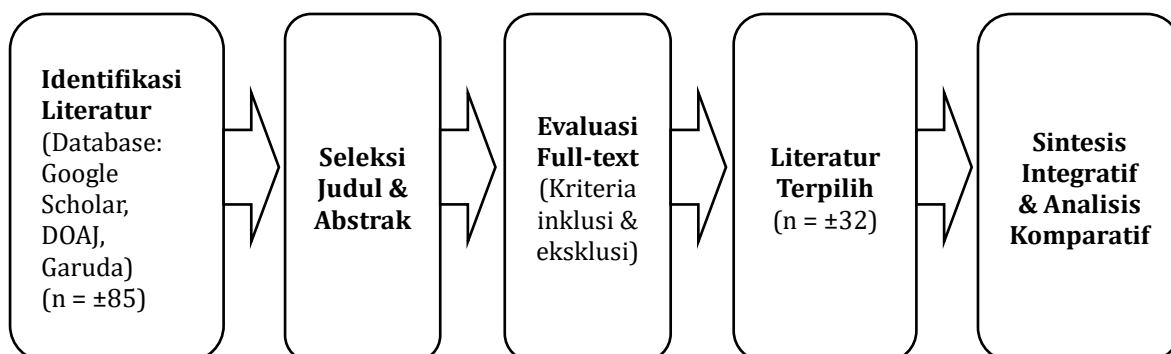 Identifikasi
Literatur
(Database:
Google
Scholar,
DOAJ,
Garuda)
(n = ±85)
Seleksi
Judul &
Abstrak
Evaluasi
Full-text
(Kriteria
inklusi &
eksklusi)
Literatur
Terpilih
(n = ±32)
Sintesis
Integratif
& Analisis
Komparatif